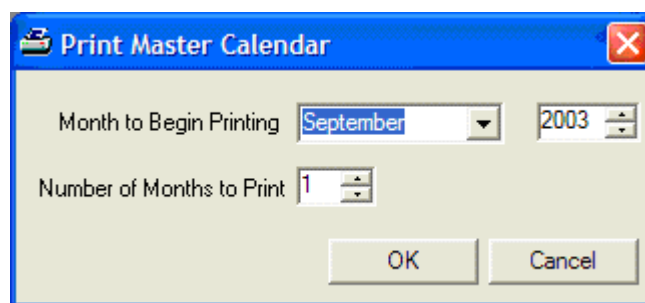 Print Master Calendar
Month to Begin Printing September 2003
Number of Months to Print 1
OK Cancel